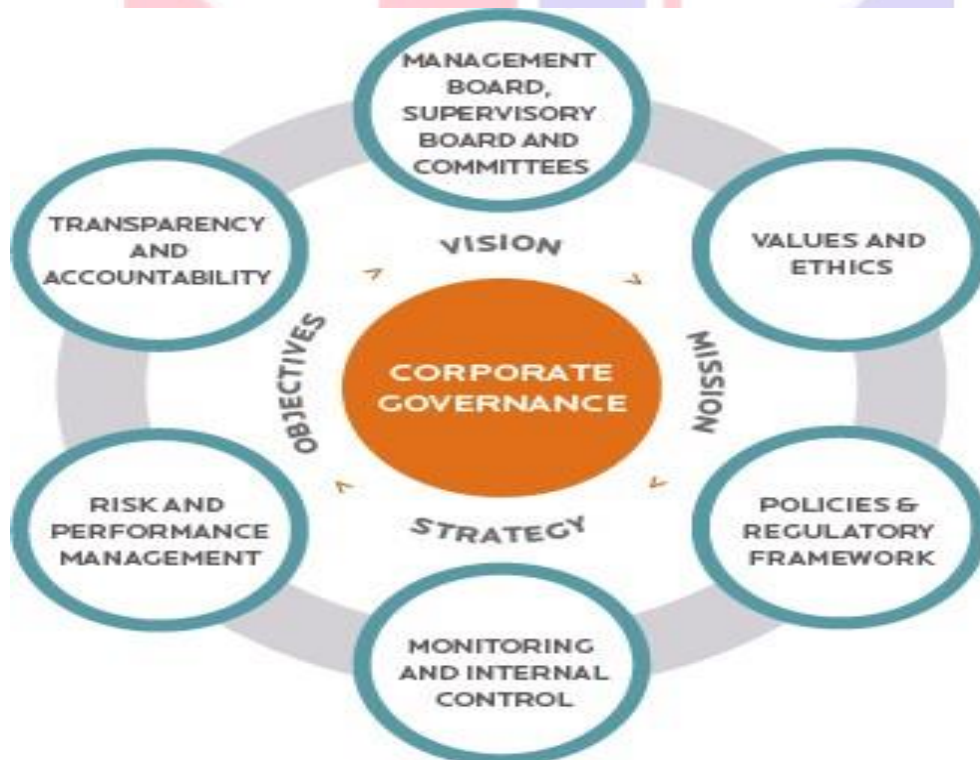 MANAGEMENT
BOARD,
SUPERVISORY
BOARD AND
COMMITTEES
TRANSPARENCY
AND
ACCOUNTABILITY
VALUES AND
ETHICS
VISION
MISSION
STRATEGY
OBJECTIVES
CORPORATE
GOVERNANCE
RISK AND
PERFORMANCE
MANAGEMENT
POLICIES &
REGULATORY
FRAMEWORK
MONITORING
AND INTERNAL
CONTROL